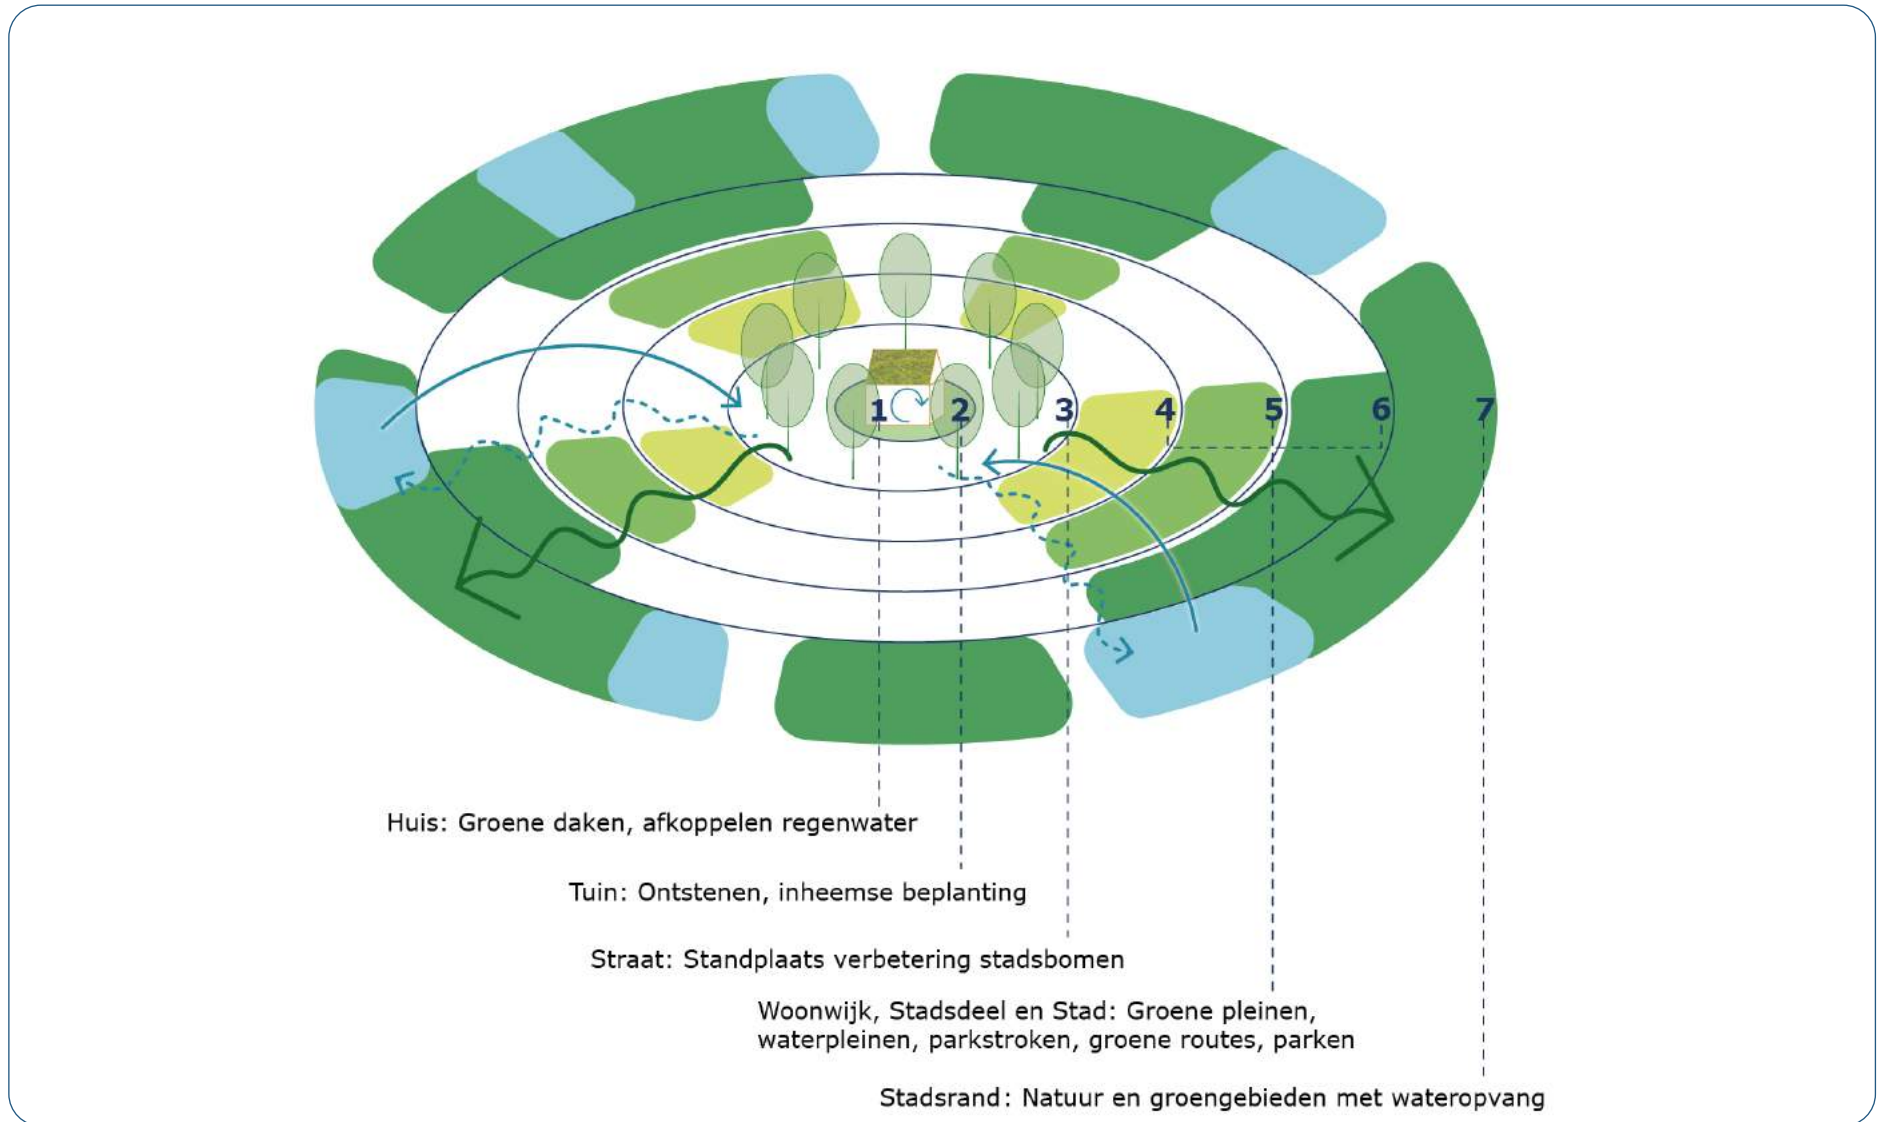 1 2 3 4 5 6 7
Huis: Groene daken, afkoppelen regenwater
Tuin: Ontstenen, inheemse beplanting
Straat: Standplaats verbetering stadsbomen
Woonwijk, Stadsdeel en Stad: Groene pleinen,
waterpleinen, parkstroken, groene routes, parken
Stadsrand: Natuur en groengebieden met wateropvang